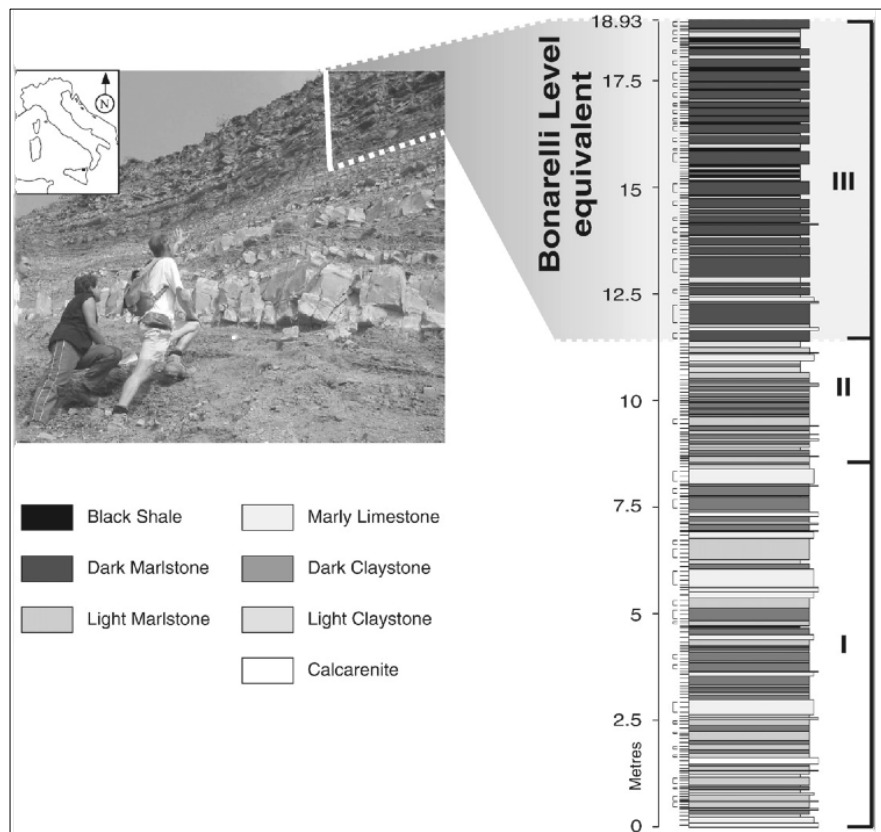 N
18.93
17.5
15
12.5
10
7.5
5
2.5
0
Metres
Bonarelli Level
equivalent
III
II
I
Black Shale
Dark Marlstone
Light Marlstone
Marly Limestone
Dark Claystone
Light Claystone
Calcarenite